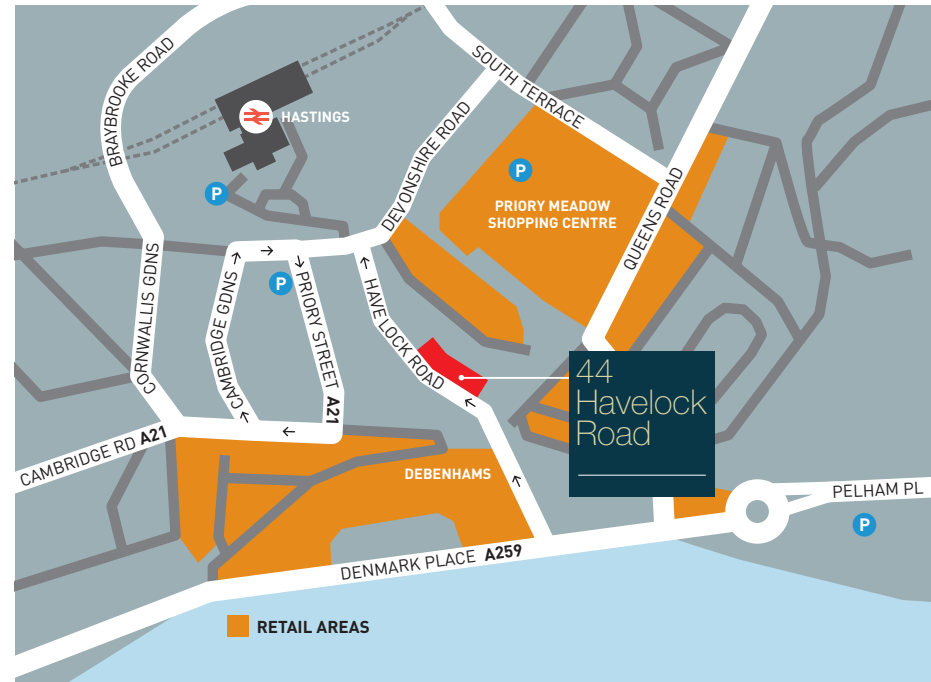 BRAYBROOKE ROAD
SOUTH TERRACE
HASTINGS
DEVONSHIRE ROAD
P
P
PRIORY MEADOW
SHOPPING CENTRE
QUEENS ROAD
CORNWALLIS GDNS
CAMBRIDGE GDNS
P
PRIORY STREET A21
HAVELOCK ROAD
44
Havelock
Road
CAMBRIDGE RD A21
DEBENHAMS
PELHAM PL
P
DENMARK PLACE A259
RETAIL AREAS